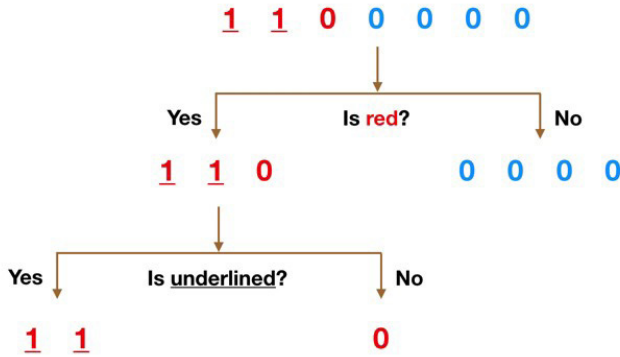 1 1 0 0 0 0 0
Yes Is red? No
1 1 0 0 0 0 0
Yes Is underlined? No
1 1 0